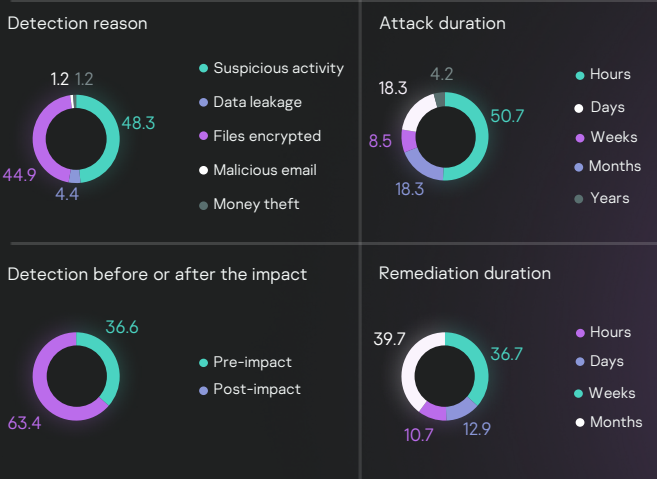 Detection reason
1.2 1.2
48.3
44.9
4.4
Suspicious activity
Data leakage
Files encrypted
Malicious email
Money theft
Attack duration
4.2
18.3
50.7
8.5
18.3
Hours
Days
Weeks
Months
Years
Detection before or after the impact
36.6
63.4
Pre-impact
Post-impact
Remediation duration
39.7
36.7
10.7
12.9
Hours
Days
Weeks
Months